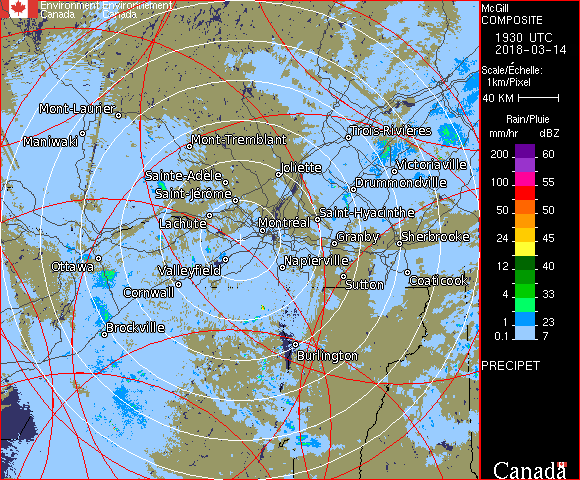 Environment Environnement
Canada Canada
McGill
COMPOSITE
1930 UTC
2018-03-14
Scale/Échelle:
1km/Pixel
40 KM
Rain/Pluie
mm/hr dBZ
200 60
100 55
50 50
24 45
12 40
4 33
1 23
0.1 7
PRECIPET
Mont-Laurier
Maniwaki
Mont-Tremblant
Trois-Rivières
Joliette
Victoriaville
Sainte-Adèle
Drummondville
Saint-Jérôme
Saint-Hyacinthe
Lachute
Montréal
Granby
Sherbrooke
Ottawa
Valleyfield
Napierville
Sutton
Coaticook
Cornwall
Brockville
Burlington
Canada